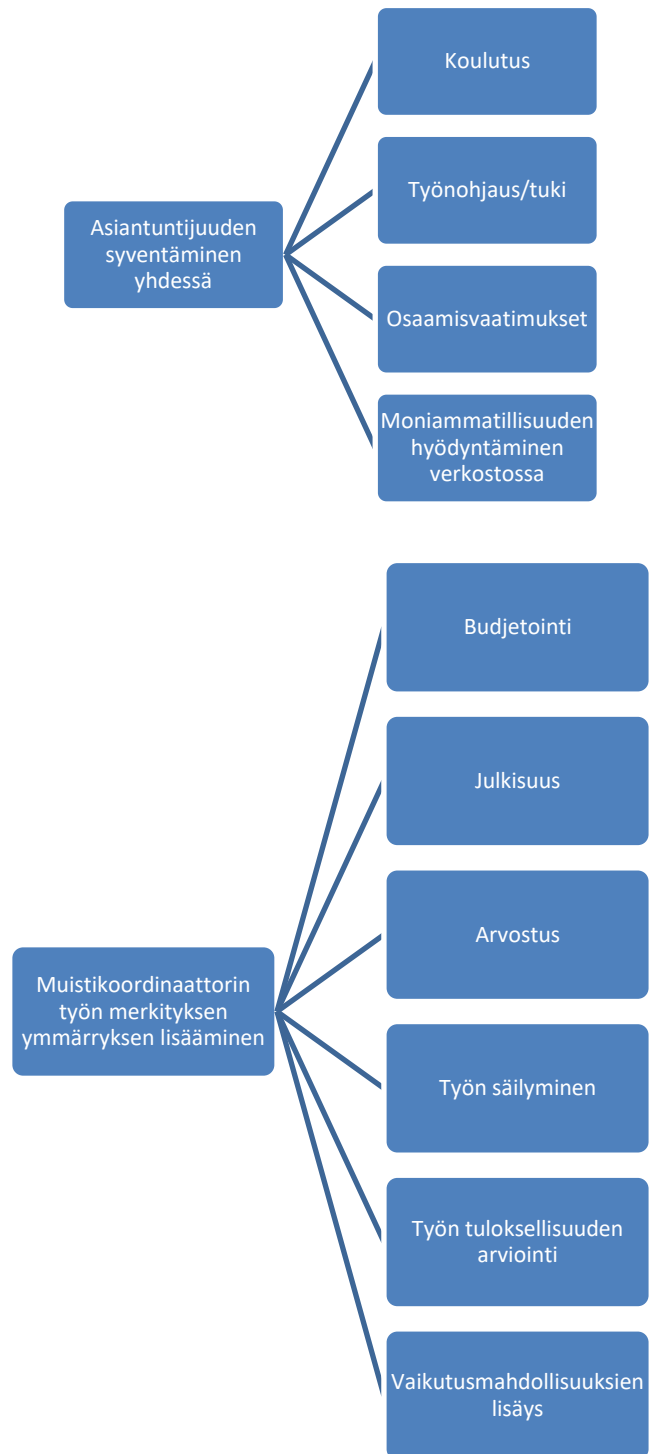 Asiantuntijuuden
syventäminen
yhdessä
Koulutus
Työnohjaus/tuki
Osaamisvaatimukset
Moniammatillisuuden
hyödyntäminen
verkostossa
Muistikoordinaattorin
työn merkityksen
ymmärryksen lisääminen
Budjetointi
Julkisuus
Arvostus
Työn säilyminen
Työn tuloksellisuuden
arviointi
Vaikutusmahdollisuuksien
lisäys